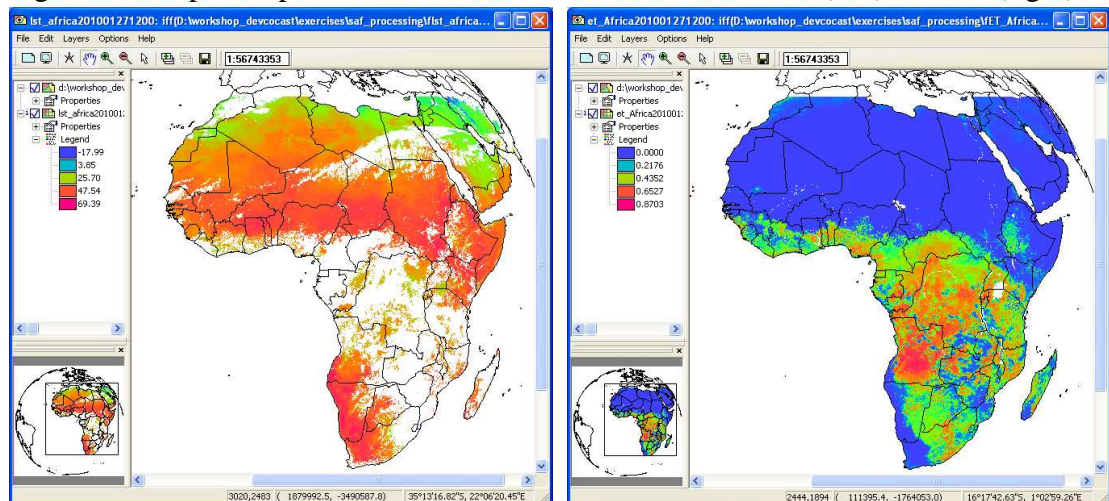 lst_africa201001271200: iff(D:\workshop_devcocast\exercises\saf_processing\flst_africa...
File Edit Layers Options Help
1:56743353
d:\workshop_dev
Properties
lst_africa201001
Properties
Legend
-17.99
3.85
25.70
47.54
69.39
3020,2483 ( 1879992.5, -3490587.8) 35°13'16.82"S, 22°06'20.45"E
et_Africa201001271200: iff(D:\workshop_devcocast\exercises\saf_processing\fET_Africa...
File Edit Layers Options Help
1:56743353
d:\workshop_dev
Properties
et_Africa201001
Properties
Legend
0.0000
0.2176
0.4352
0.6527
0.8703
2444,1894 ( 111395.4, -1764053.0) 16°17'42.63"S, 1°02'59.26"E